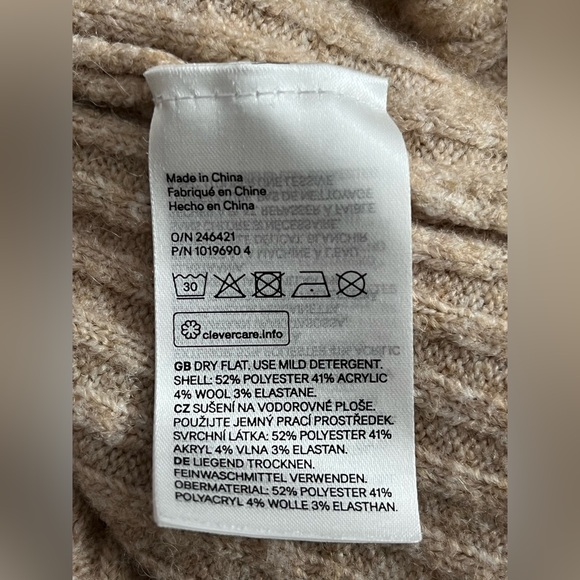 Made in China
Fabriqué en Chine
Hecho en China
O/N 246421
P/N 1019690 4
30
clevercare.info
GB DRY FLAT. USE MILD DETERGENT.
SHELL: 52% POLYESTER 41% ACRYLIC
4% WOOL 3% ELASTANE.
CZ SUŠENÍ NA VODOROVNÉ PLOŠE.
POUŽIJTE JEMNÝ PRACÍ PROSTŘEDEK.
SVRCHNÍ LÁTKA: 52% POLYESTER 41%
AKRYL 4% VLNA 3% ELASTAN.
DE LIEGEND TROCKNEN.
FEINWASCHMITTEL VERWENDEN.
OBERMATERIAL: 52% POLYESTER 41%
POLYACRYL 4% WOLLE 3% ELASTHAN.